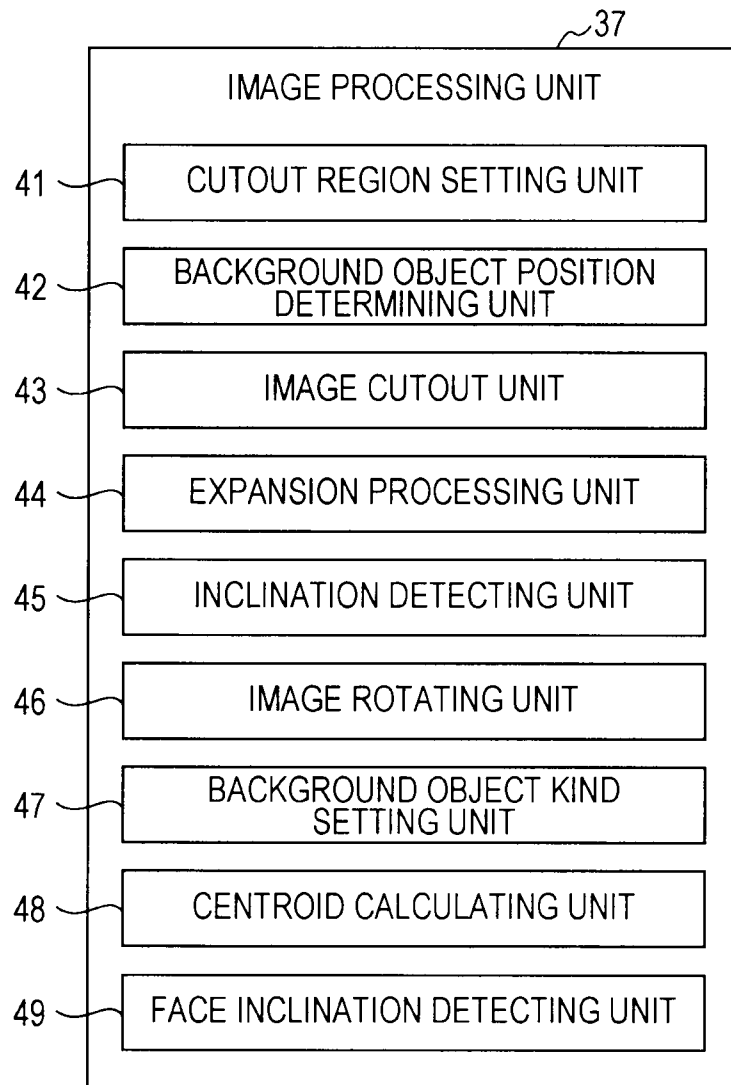 37
IMAGE PROCESSING UNIT
41 CUTOUT REGION SETTING UNIT
42 BACKGROUND OBJECT POSITION
DETERMINING UNIT
43 IMAGE CUTOUT UNIT
44 EXPANSION PROCESSING UNIT
45 INCLINATION DETECTING UNIT
46 IMAGE ROTATING UNIT
47 BACKGROUND OBJECT KIND
SETTING UNIT
48 CENTROID CALCULATING UNIT
49 FACE INCLINATION DETECTING UNIT